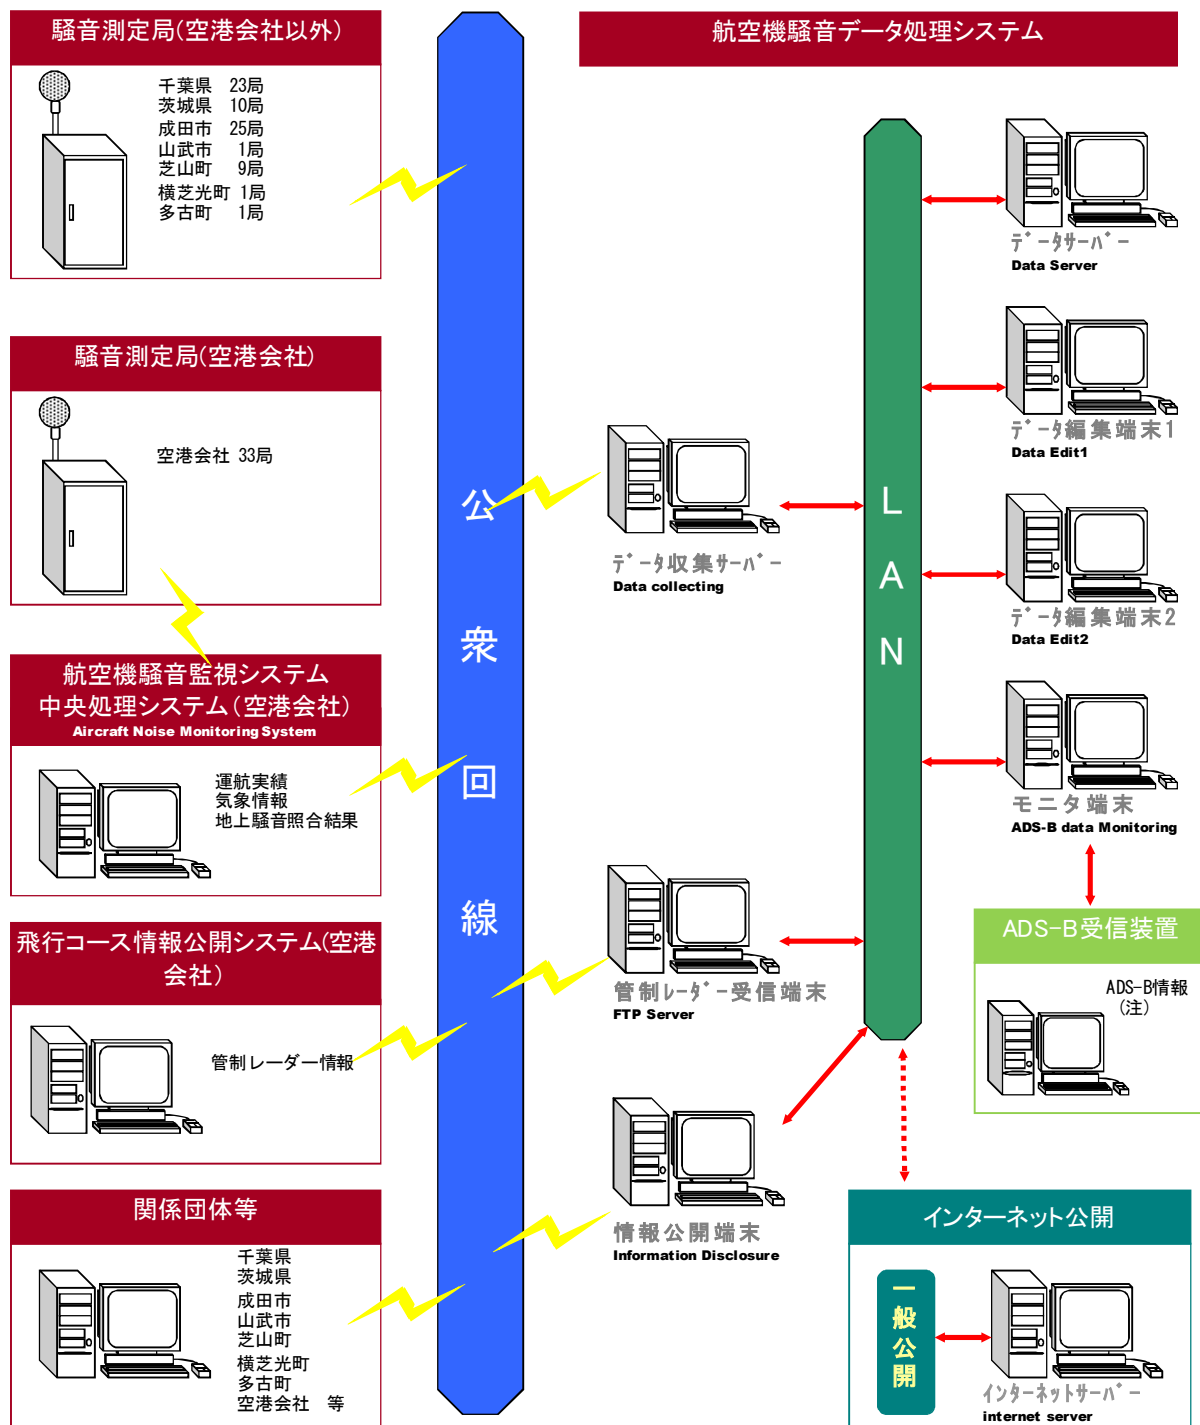 騒音測定局(空港会社以外)
千葉県 23局
茨城県 10局
成田市 25局
山武市 1局
芝山町 9局
横芝光町 1局
多古町 1局
騒音測定局(空港会社)
空港会社 33局
航空機騒音監視システム
中央処理システム(空港会社)
Aircraft Noise Monitoring System
運航実績
気象情報
地上騒音照合結果
飛行コース情報公開システム(空港
会社)
管制レーダー情報
関係団体等
千葉県
茨城県
成田市
山武市
芝山町
横芝光町
多古町
空港会社 等
公衆回線
航空機騒音データ処理システム
ﾃﾞｰﾀ収集ｻｰﾊﾞｰ
Data collecting
管制ﾚｰﾀﾞｰ受信端末
FTP Server
情報公開端末
Information Disclosure
LAN
ﾃﾞｰﾀｻｰﾊﾞｰ
Data Server
ﾃﾞｰﾀ編集端末1
Data Edit1
ﾃﾞｰﾀ編集端末2
Data Edit2
モニタ端末
ADS-B data Monitoring
ADS-B受信装置
ADS-B情報
(注)
インターネット公開
一般公開
ｲﾝﾀｰﾈｯﾄｻｰﾊﾞｰ
internet server